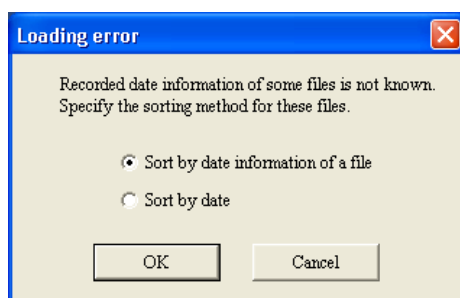 Loading error
Recorded date information of some files is not known.
Specify the sorting method for these files.
Sort by date information of a file
Sort by date
OK
Cancel